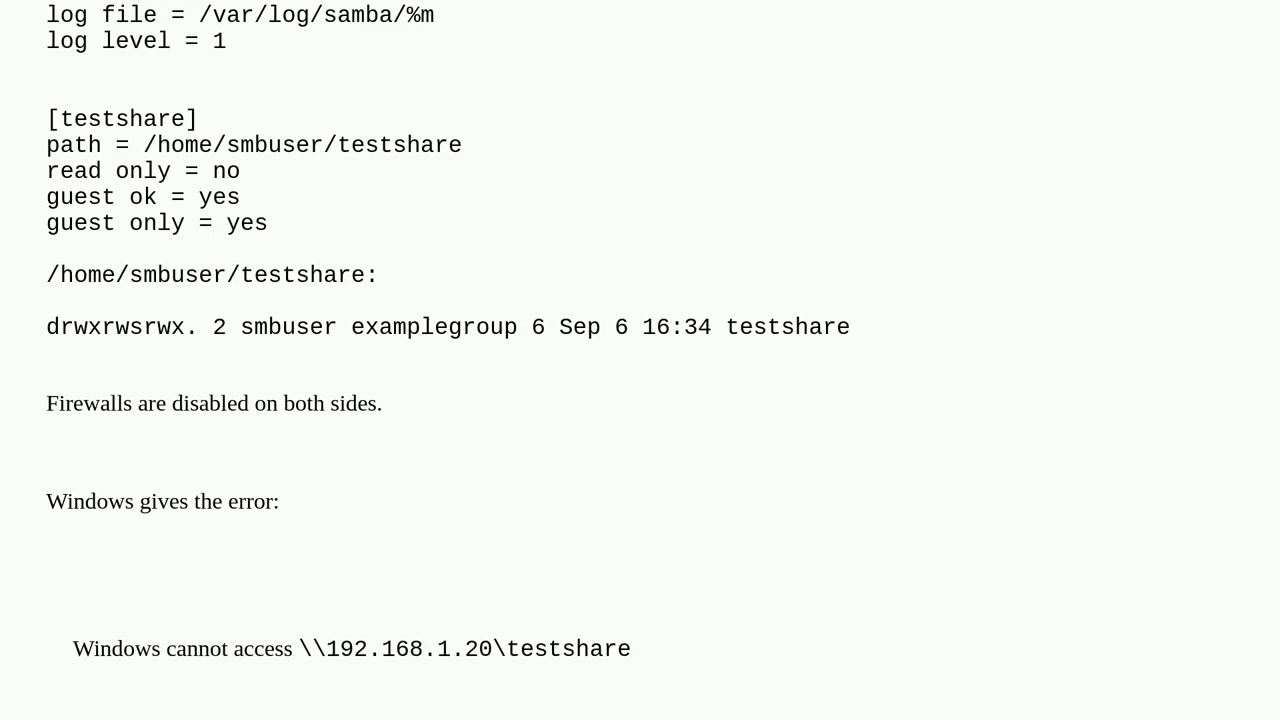 log file = /var/log/samba/%m
log level = 1
[testshare]
path = /home/smbuser/testshare
read only = no
guest ok = yes
guest only = yes
/home/smbuser/testshare:
drwxrwsrwx. 2 smbuser examplegroup 6 Sep 6 16:34 testshare
Firewalls are disabled on both sides.
Windows gives the error:
Windows cannot access \\192.168.1.20\testshare